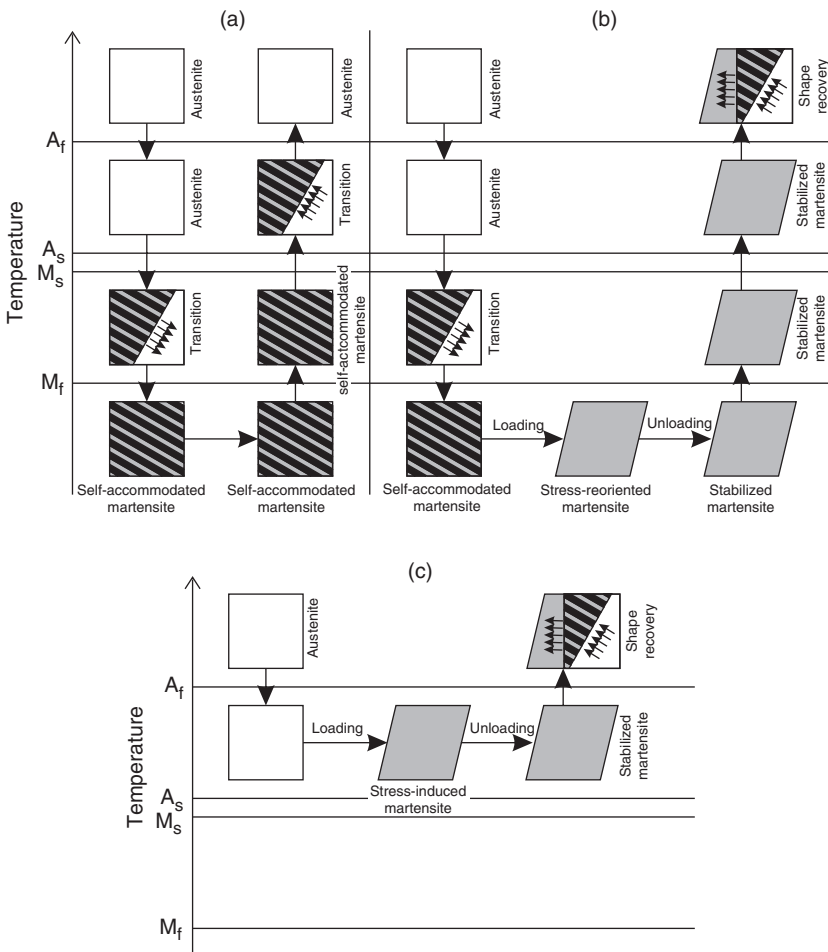 (a)
(b)
Temperature
Af
As
Ms
Mf
Austenite
Austenite
Austenite
Austenite
Shape
recovery
Austenite
Transition
Austenite
Stabilized
martensite
Transition
self-actcommodated
martensite
Transition
Stabilized
martensite
Loading
Unloading
Self-accommodated
martensite
Self-accommodated
martensite
Self-accommodated
martensite
Stress-reoriented
martensite
Stabilized
martensite
(c)
Temperature
Af
As
Ms
Mf
Austenite
Shape
recovery
Loading
Unloading
Stabilized
martensite
Stress-induced
martensite